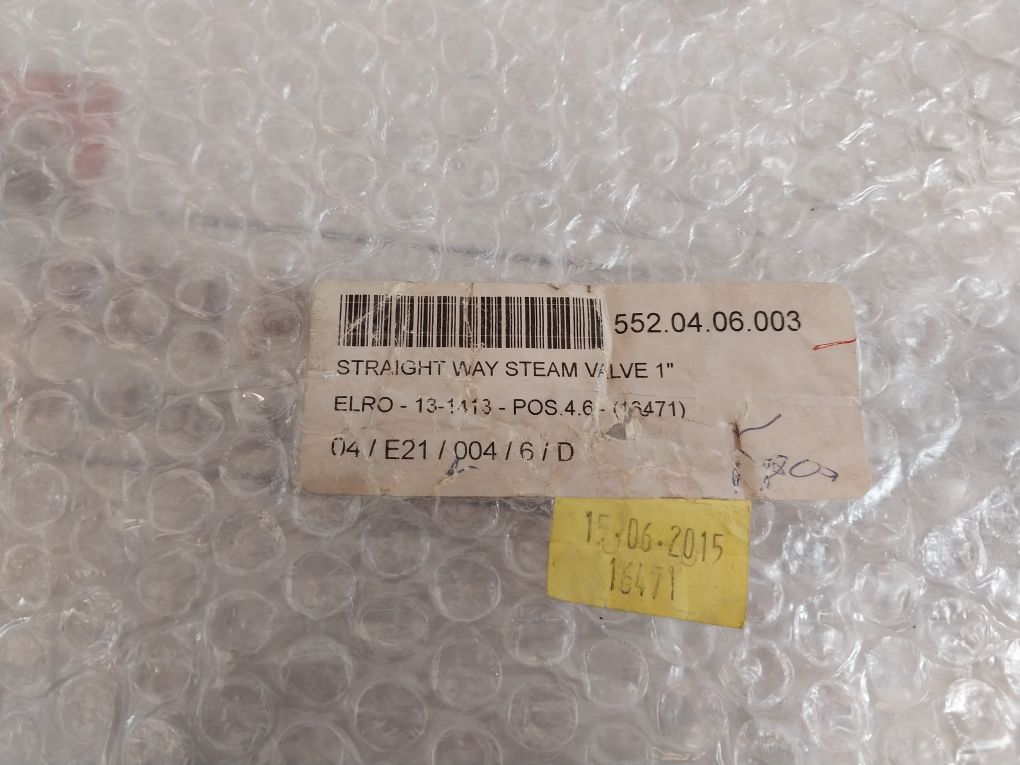 552.04.06.003
STRAIGHT WAY STEAM VALVE 1"
ELRO - 13-1413 - POS.4.6 - (16471)
04 / E21 / 004 / 6 / D
15.06.2015
16471